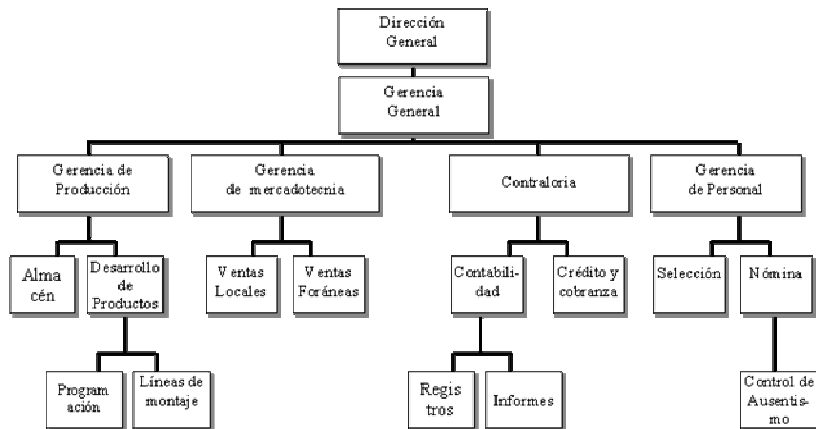 Dirección
General
Gerencia
General
Gerencia de
Producción
Gerencia
de mercadotecnia
Contraloria
Gerencia
de Personal
Alma
cén
Desarrollo
de
Productos
Ventas
Locales
Ventas
Foráneas
Contabili-
dad
Crédito y
cobranza
Selección
Nómina
Program
ación
Líneas de
montaje
Regis
tros
Informes
Control de
Ausentis-
mo